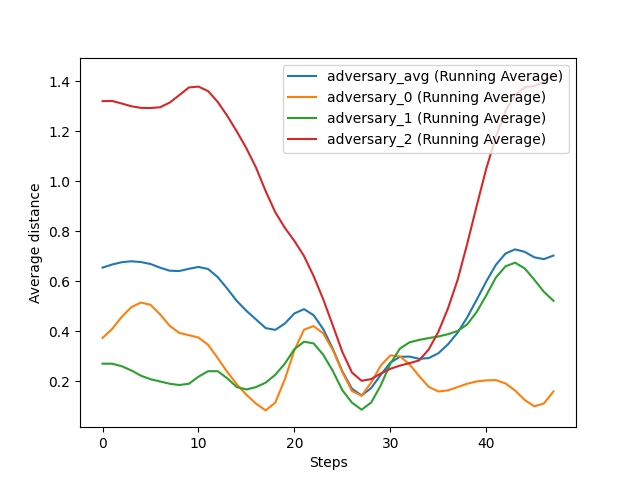 adversary_avg (Running Average)
adversary_0 (Running Average)
adversary_1 (Running Average)
adversary_2 (Running Average)
1.4
1.2
1.0
0.8
0.6
0.4
0.2
Average distance
0 10 20 30 40
Steps